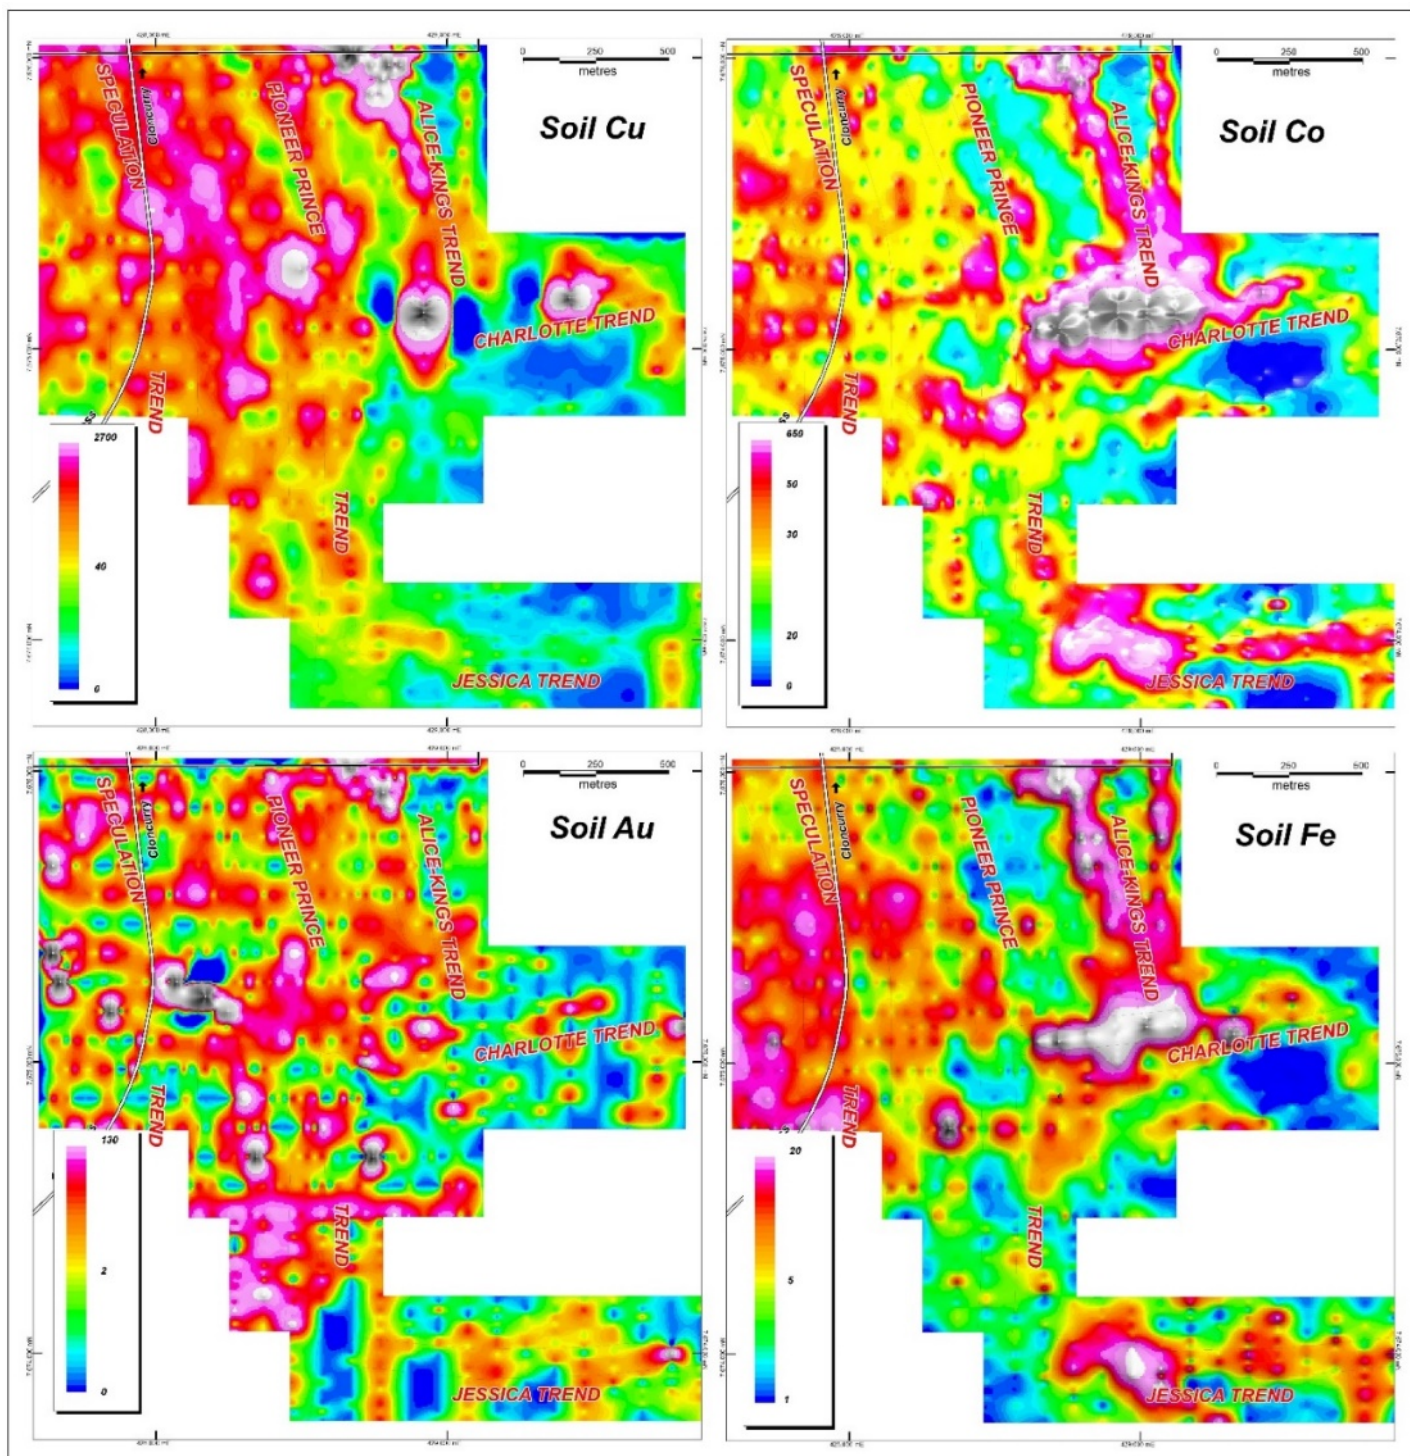 0 250 500
metres
SPECULATION
Cloncurry
PIONEER PRINCE
ALICE-KINGS TREND
Soil Cu
CHARLOTTE TREND
TREND
TREND
JESSICA TREND
2700
40
0
0 250 500
metres
SPECULATION
Cloncurry
PIONEER PRINCE
ALICE-KINGS TREND
Soil Co
CHARLOTTE TREND
TREND
TREND
JESSICA TREND
650
50
30
20
0
0 250 500
metres
SPECULATION
Cloncurry
PIONEER PRINCE
ALICE-KINGS TREND
Soil Au
CHARLOTTE TREND
TREND
TREND
JESSICA TREND
130
2
0
0 250 500
metres
SPECULATION
Cloncurry
PIONEER PRINCE
ALICE-KINGS TREND
Soil Fe
CHARLOTTE TREND
TREND
TREND
JESSICA TREND
20
5
1